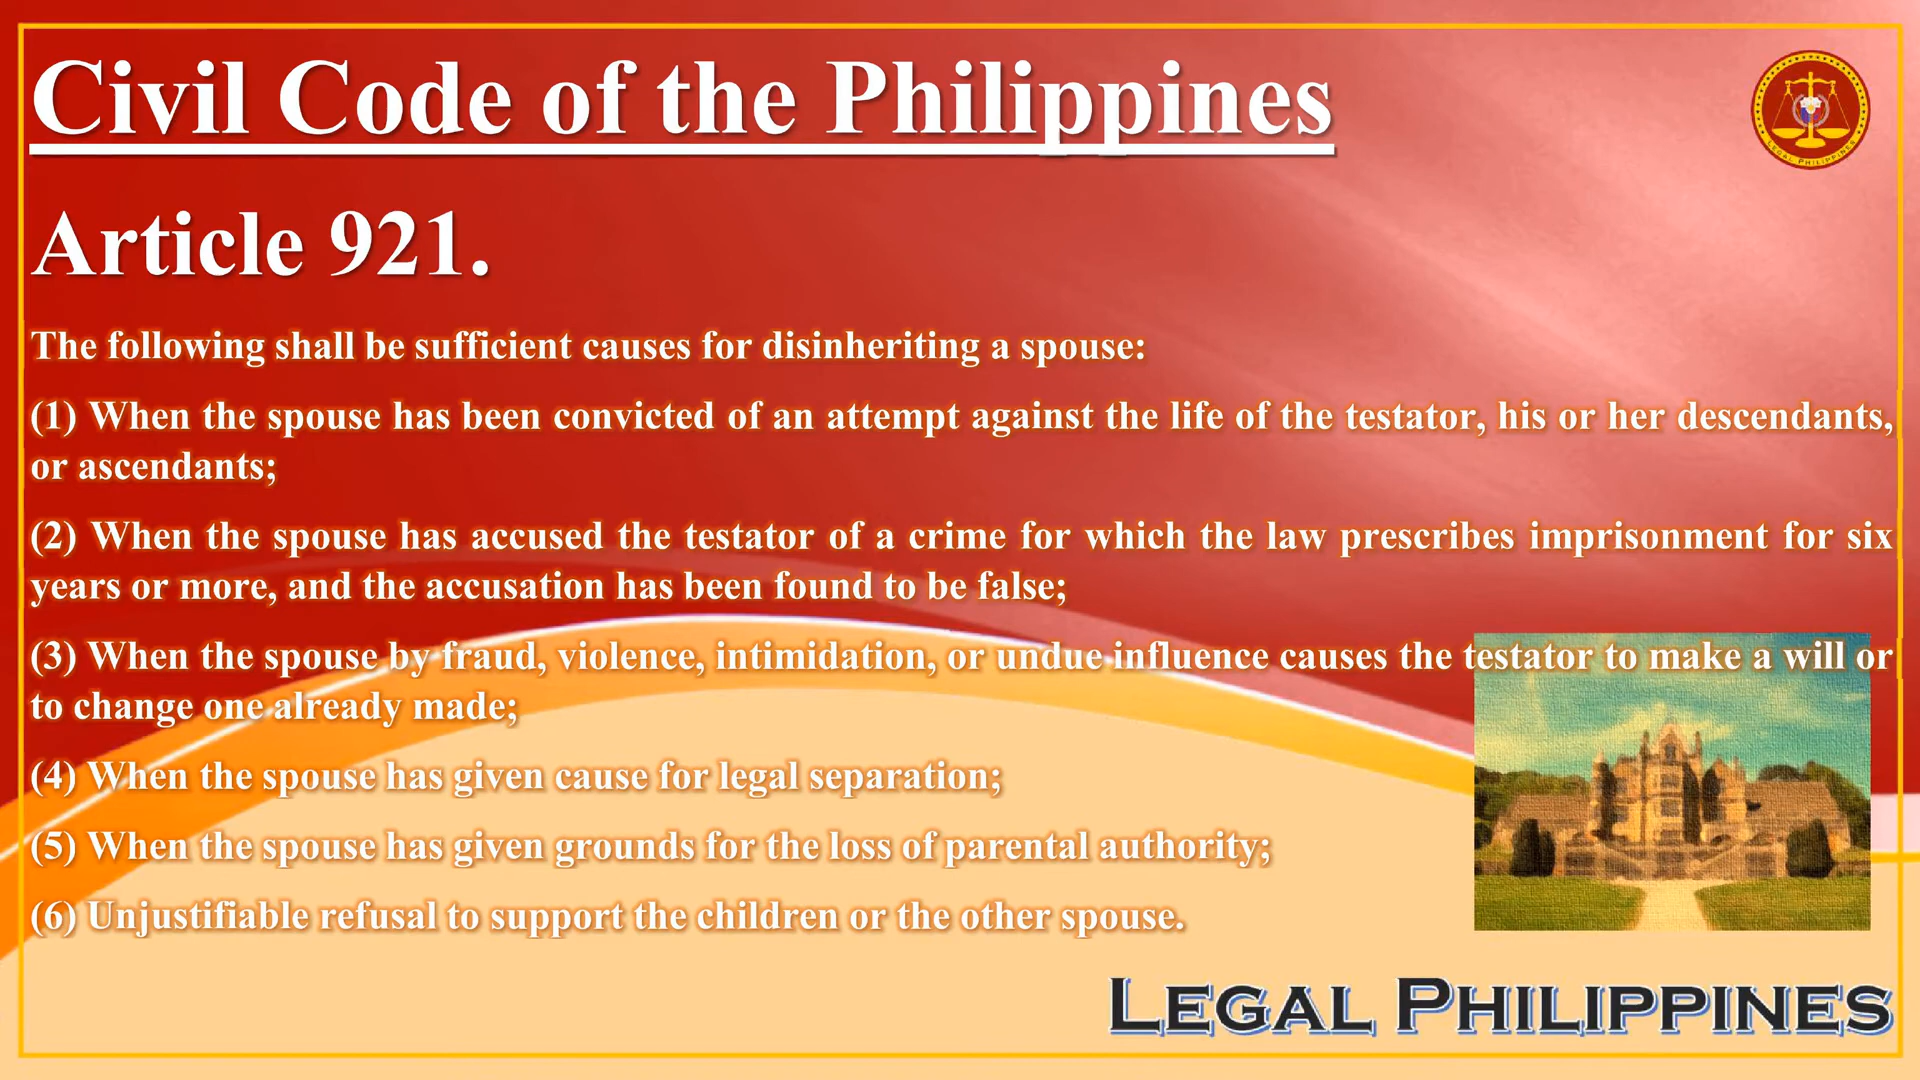 Civil Code of the Philippines
LEGAL PHILIPPINES
Article 921.
The following shall be sufficient causes for disinheriting a spouse:
(1) When the spouse has been convicted of an attempt against the life of the testator, his or her descendants,
or ascendants;
(2) When the spouse has accused the testator of a crime for which the law prescribes imprisonment for six
years or more, and the accusation has been found to be false;
(3) When the spouse by fraud, violence, intimidation, or undue influence causes the testator to make a will or
to change one already made;
(4) When the spouse has given cause for legal separation;
(5) When the spouse has given grounds for the loss of parental authority;
(6) Unjustifiable refusal to support the children or the other spouse.
LEGAL PHILIPPINES